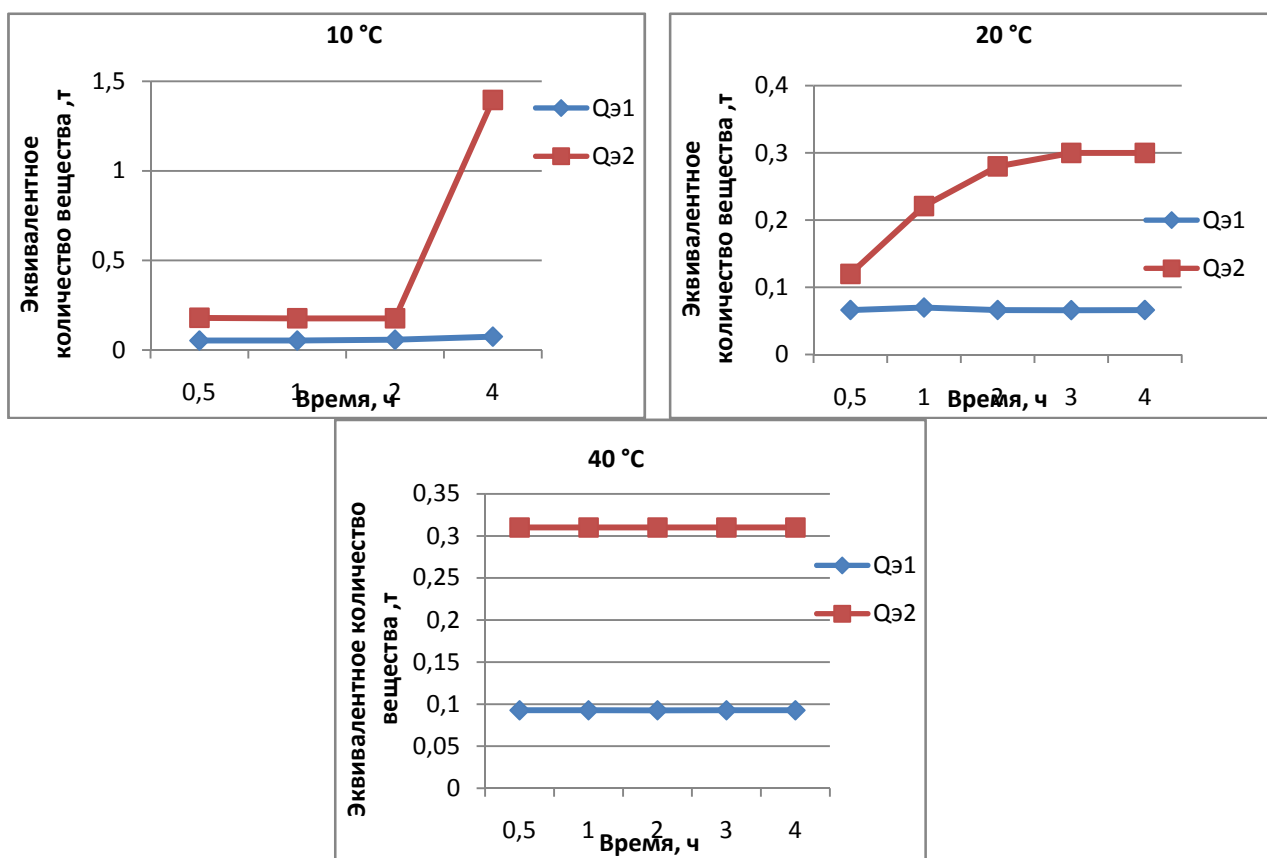 10 °C
Эквивалентное
количество вещества ,т
1,5
1
0,5
0
0,5
1
2
4
Время, ч
Qэ1
Qэ2
20 °C
Эквивалентное
количество вещества ,т
0,4
0,3
0,2
0,1
0
0,5
1
2
3
4
Время, ч
Qэ1
Qэ2
40 °C
Эквивалентное количество
вещества ,т
0,35
0,3
0,25
0,2
0,15
0,1
0,05
0
0,5
1
2
3
4
Время, ч
Qэ1
Qэ2